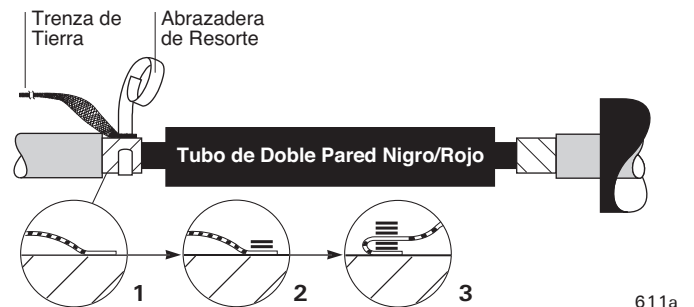 Trenza de
Tierra
Abrazadera
de Resorte
Tubo de Doble Pared Nigro/Rojo
1
2
3
611a